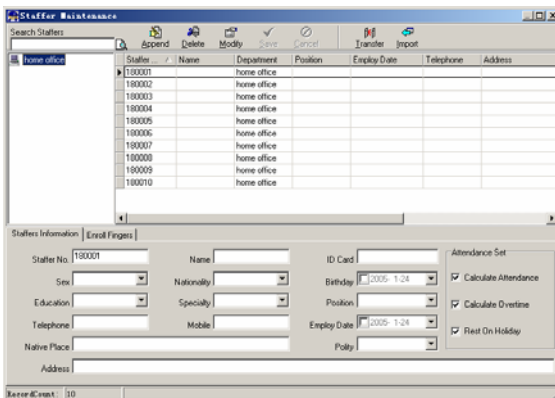 Staffer Maintenance
Search Staffers
Append Delete Modify Save Cancel Transfer Import
home office
Staffer ... Name Department Position Employ Date Telephone Address
180001 home office
180002 home office
180003 home office
180004 home office
180005 home office
180006 home office
180007 home office
180008 home office
180009 home office
180010 home office
Staffers Information Enroll Fingers
Staffer No. 180001 Name ID Card Attendance Set
Sex Nationality Birthday 2005- 1-24 Calculate Attendance
Education Specialty Position Calculate Overtime
Telephone Mobile Employ Date 2005- 1-24 Rest On Holiday
Native Place Polity
Address
RecordCount: 10